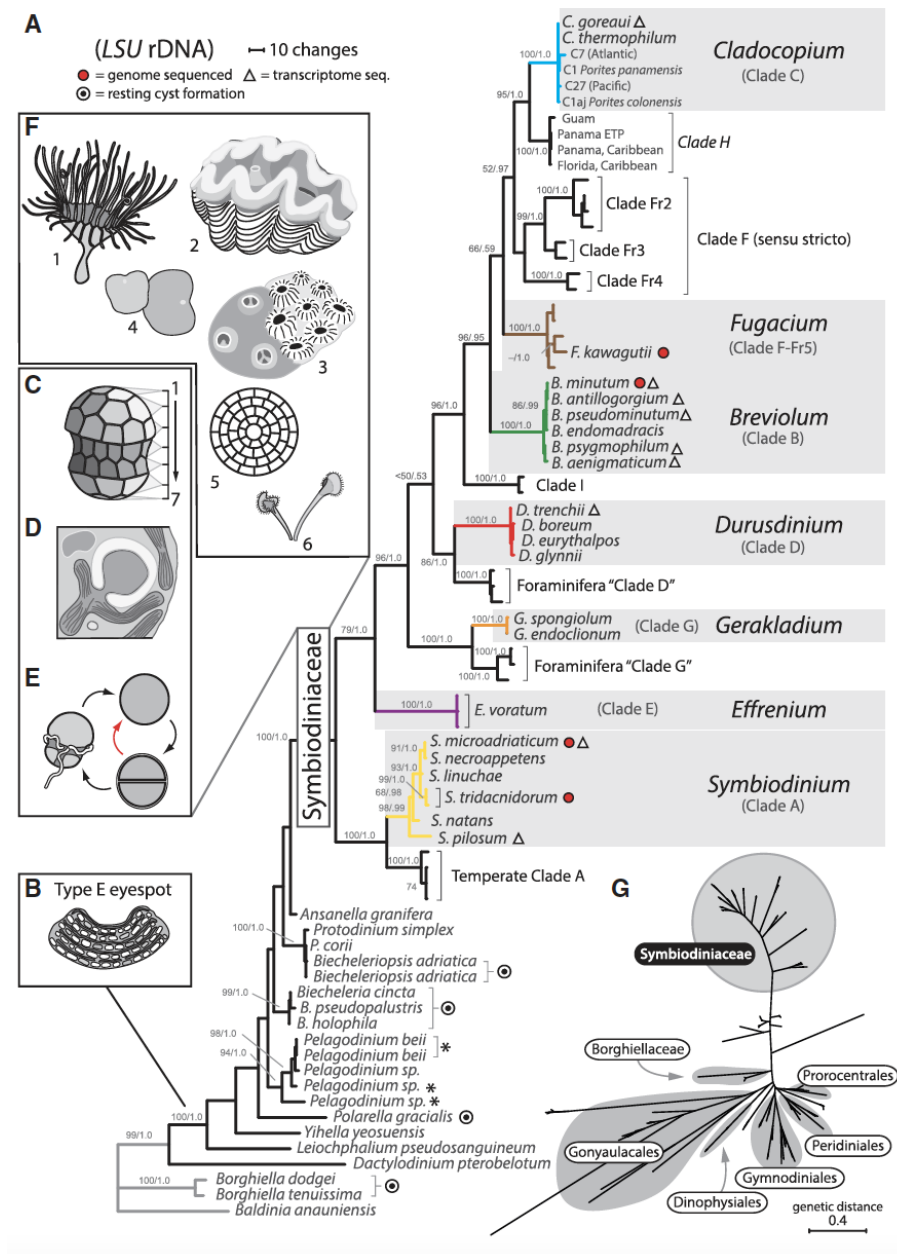 A
(LSU rDNA)
10 changes
= genome sequenced
= transcriptome seq.
= resting cyst formation
F
1
2
3
4
5
6
C
1
7
D
E
B
Type E eyespot
Symbiodiniaceae
C. goreaui
C. thermophilum
C7 (Atlantic)
C1 Porites panamensis
C27 (Pacific)
C1aj Porites colonensis
Cladocopium
(Clade C)
100/1.0
95/1.0
Guam
Panama ETP
Panama, Caribbean
Florida, Caribbean
Clade H
100/1.0
52/.97
100/1.0
Clade Fr2
99/1.0
Clade Fr3
100/1.0
Clade Fr4
Clade F (sensu stricto)
66/.59
100/1.0
–/1.0
F. kawagutii
Fugacium
(Clade F-Fr5)
96/.95
B. minutum
B. antillogorgium
B. pseudominutum
B. endomadracis
B. psygmophilum
B. aenigmaticum
86/.99
100/1.0
Breviolum
(Clade B)
96/1.0
100/1.0
Clade I
<50/.53
D. trenchii
D. boreum
D. eurythalpos
D. glynnii
100/1.0
Durusdinium
(Clade D)
86/1.0
100/1.0
Foraminifera "Clade D"
96/1.0
100/1.0
G. spongiolum
G. endoclionum
(Clade G)
Gerakladium
100/1.0
100/1.0
100/1.0
Foraminifera "Clade G"
79/1.0
100/1.0
E. voratum
(Clade E)
Effrenium
100/1.0
91/1.0
S. microadriaticum
S. necroappetens
93/1.0
S. linuchae
99/1.0
68/.98
S. tridacnidorum
98/.99
S. natans
S. pilosum
Symbiodinium
(Clade A)
100/1.0
100/1.0
74
Temperate Clade A
Ansanella granifera
100/1.0
Protodinium simplex
P. corii
Biecheleriopsis adriatica
Biecheleriopsis adriatica
99/1.0
Biecheleria cincta
B. pseudopalustris
B. holophila
98/1.0
94/1.0
Pelagodinium beii
Pelagodinium beii
*
Pelagodinium sp.
Pelagodinium sp. *
Pelagodinium sp. *
Polarella gracialis
100/1.0
Yihella yeosuensis
Leiochphalium pseudosanguineum
99/1.0
Dactylodinium pterobelotum
100/1.0
Borghiella dodgei
Borghiella tenuissima
Baldinia anauniensis
G
Symbiodiniaceae
Borghiellaceae
Prorocentrales
Peridiniales
Gonyaulacales
Gymnodiniales
Dinophysiales
genetic distance
0.4